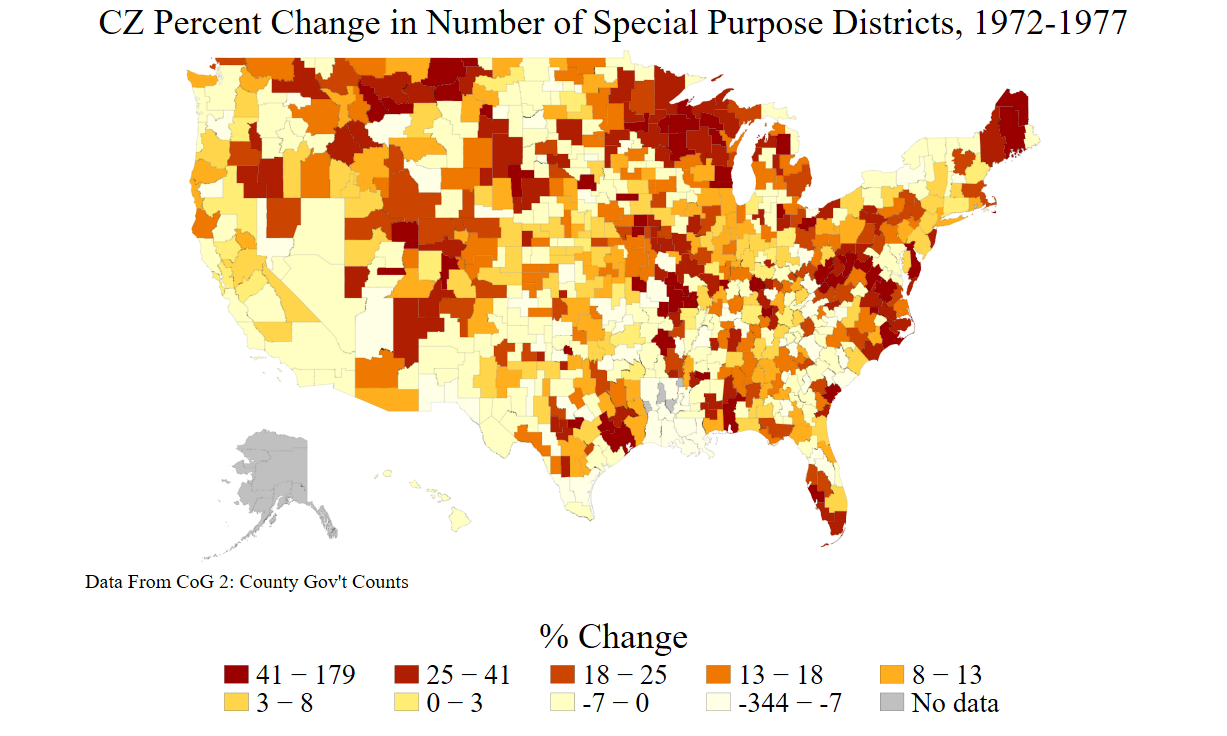 CZ Percent Change in Number of Special Purpose Districts, 1972-1977
Data From CoG 2: County Gov't Counts
% Change
41 − 179 25 − 41 18 − 25 13 − 18 8 − 13
3 − 8 0 − 3 -7 − 0 -344 − -7 No data